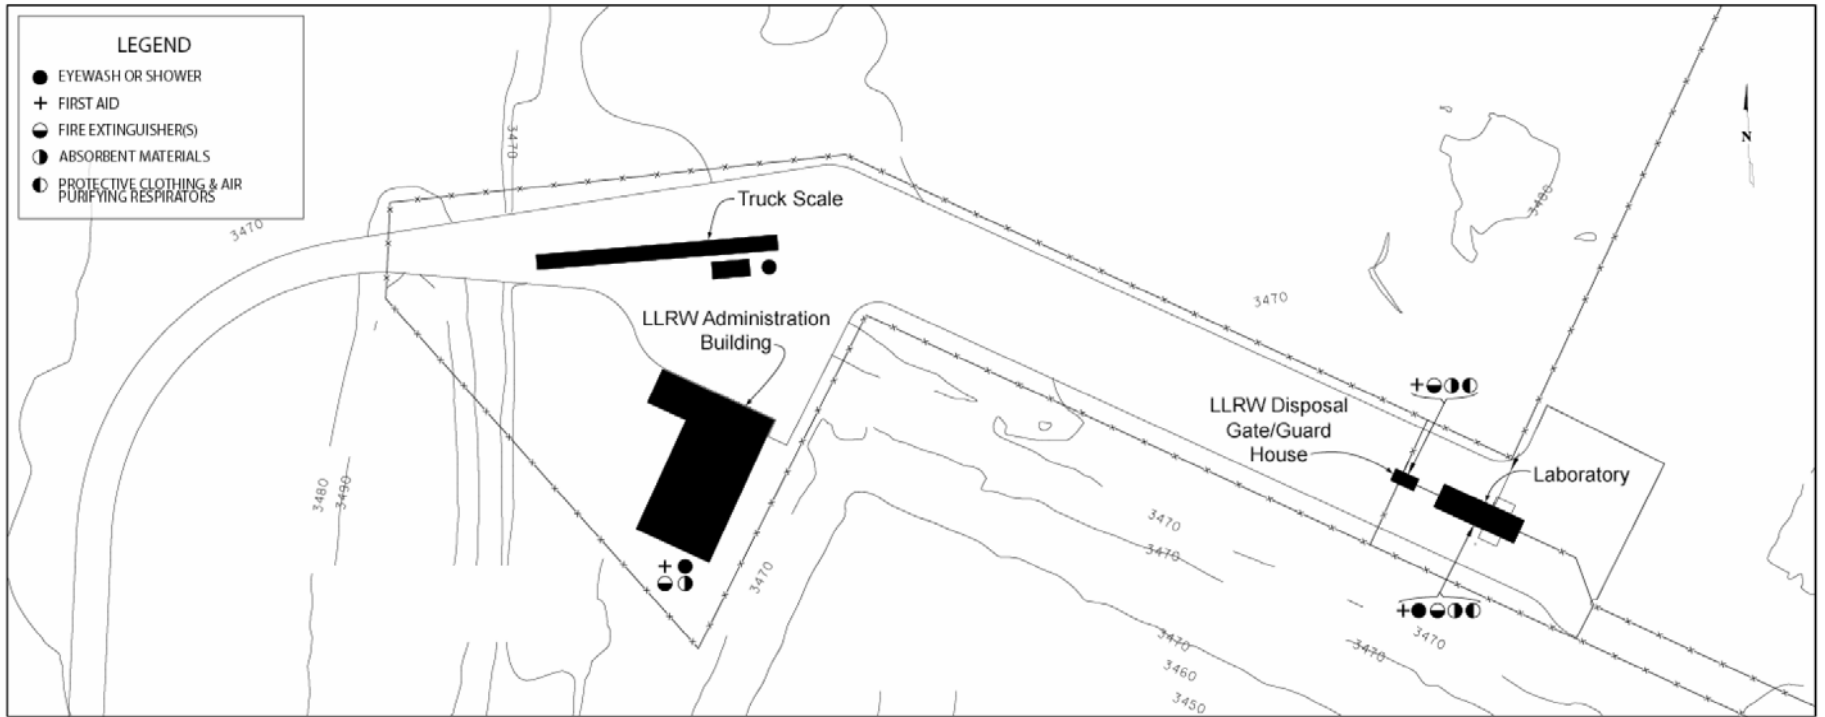 LEGEND
EYEWASH OR SHOWER
FIRST AID
FIRE EXTINGUISHER(S)
ABSORBENT MATERIALS
PROTECTIVE CLOTHING & AIR
PURIFYING RESPIRATORS
3470
3470
Truck Scale
LLRW Administration
Building
3480
3490
3470
3470
3480
N
LLRW Disposal
Gate/Guard
House
Laboratory
3470
3470
3470
3470
3470
3460
3450